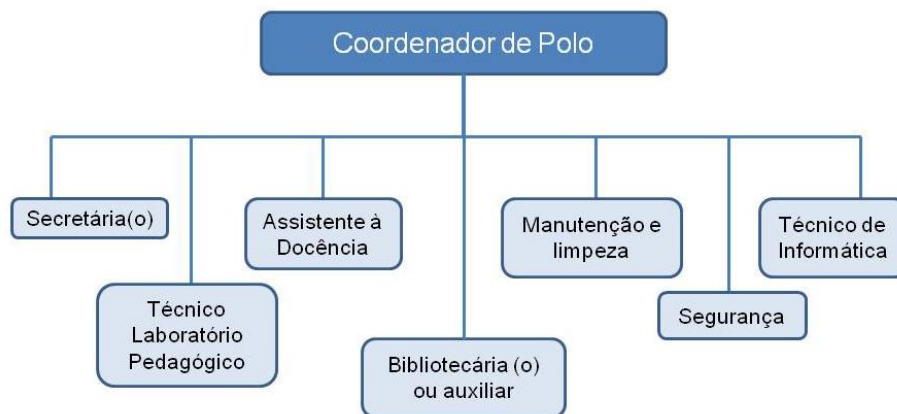 Coordenador de Polo
Secretária(o)
Técnico
Laboratório
Pedagógico
Assistente à
Docência
Bibliotecária (o)
ou auxiliar
Manutenção e
limpeza
Segurança
Técnico de
Informática